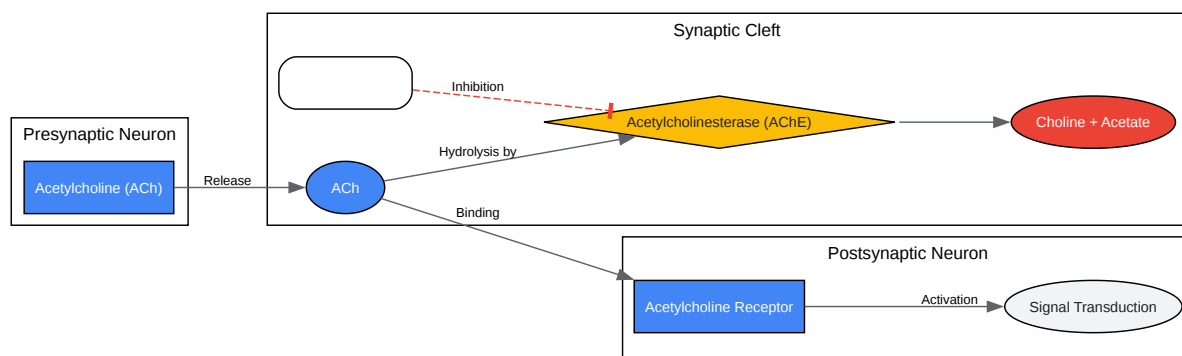 Synaptic Cleft
Inhibition
Acetylcholinesterase (AChE)
Choline + Acetate
Presynaptic Neuron
Acetylcholine (ACh)
Release
ACh
Hydrolysis by
Binding
Postsynaptic Neuron
Acetylcholine Receptor
Activation
Signal Transduction